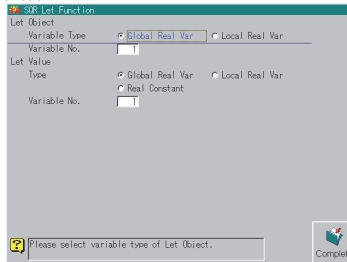 SQR Let Function
Let Object
Variable Type Global Real Var Local Real Var
Variable No. 1
Let Value
Type Global Real Var Local Real Var
Real Constant
Variable No. 1
Please select variable type of Let Object.
Complet